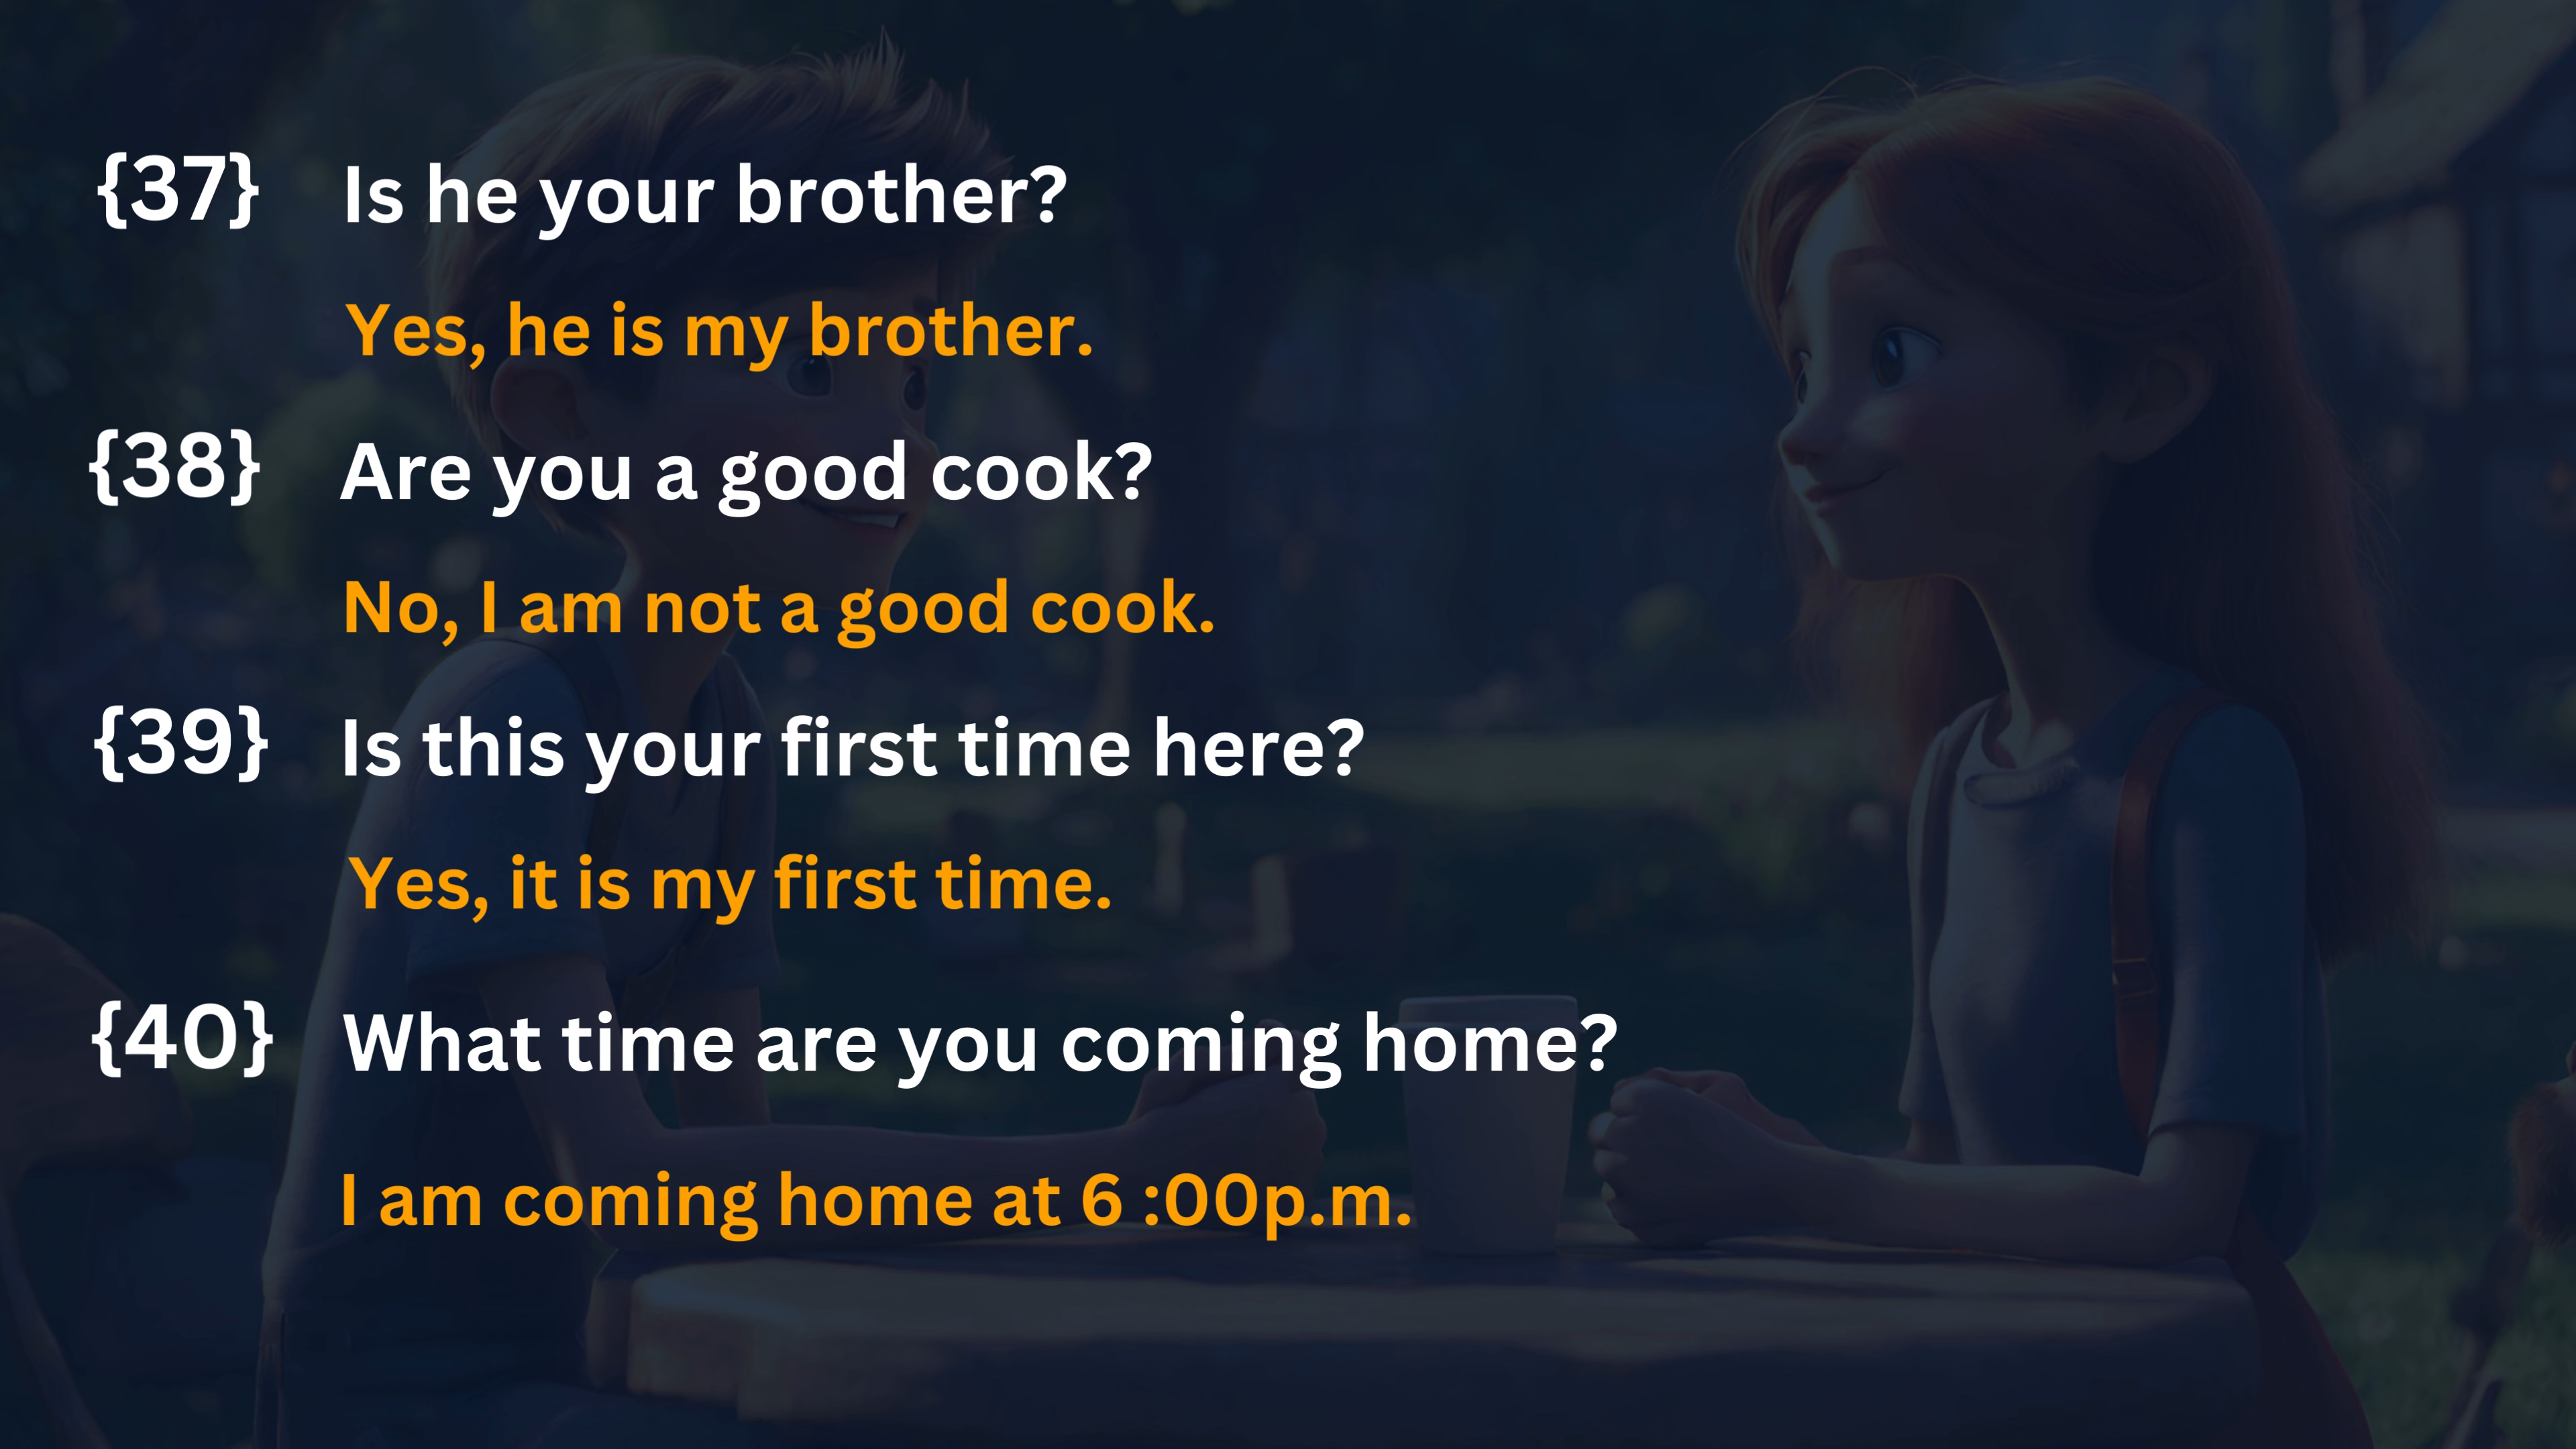 {37} Is he your brother?
Yes, he is my brother.
{38} Are you a good cook?
No, I am not a good cook.
{39} Is this your first time here?
Yes, it is my first time.
{40} What time are you coming home?
I am coming home at 6 :00p.m.